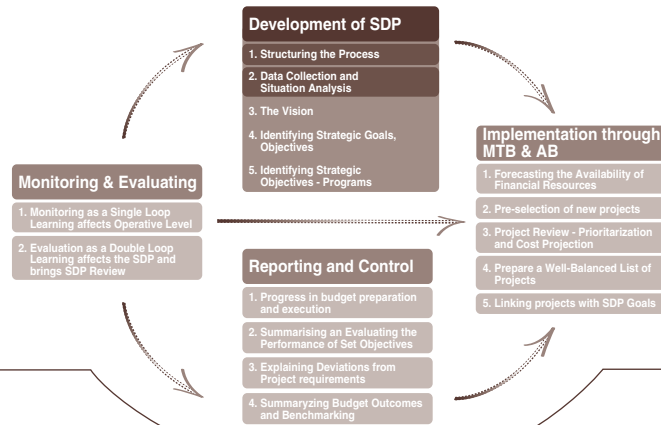 Development of SDP
1. Structuring the Process
2. Data Collection and
Situation Analysis
3. The Vision
4. Identifying Strategic Goals,
Objectives
5. Identifying Strategic
Objectives - Programs
Implementation through
MTB & AB
1. Forecasting the Availability of
Financial Resources
2. Pre-selection of new projects
3. Project Review - Prioritarization
and Cost Projection
4. Prepare a Well-Balanced List of
Projects
5. Linking projects with SDP Goals
Monitoring & Evaluating
1. Monitoring as a Single Loop
Learning affects Operative Level
2. Evaluation as a Double Loop
Learning affects the SDP and
brings SDP Review
Reporting and Control
1. Progress in budget preparation
and execution
2. Summarising an Evaluating the
Performance of Set Objectives
3. Explaining Deviations from
Project requirements
4. Summaryzing Budget Outcomes
and Benchmarking